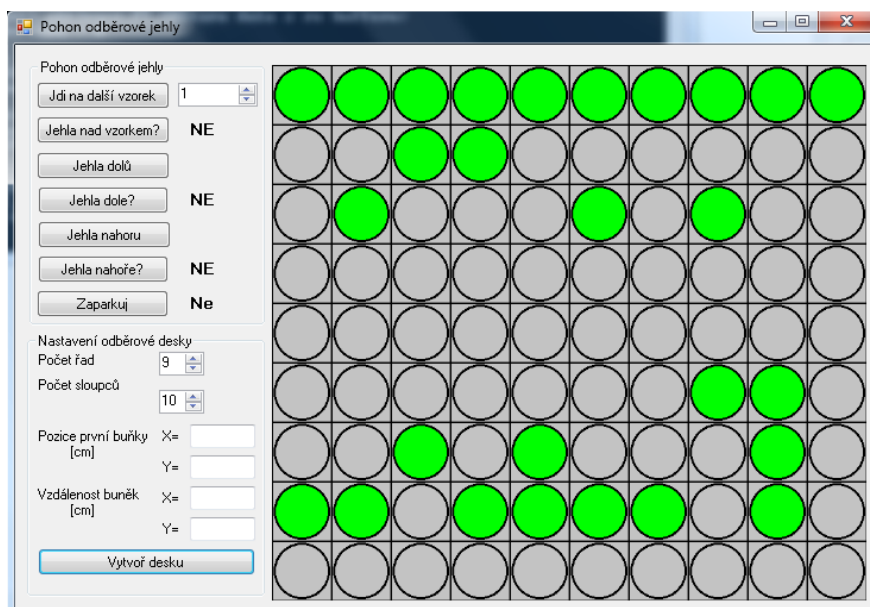 Pohon odběrové jehly
Pohon odběrové jehly
Jdi na další vzorek 1
Jehla nad vzorkem? NE
Jehla dolů
Jehla dole? NE
Jehla nahoru
Jehla nahoře? NE
Zaparkuj Ne
Nastavení odběrové desky
Počet řad 9
Počet sloupců
10
Pozice první buňky X=
[cm]
Y=
Vzdálenost buněk X=
[cm]
Y=
Vytvoř desku